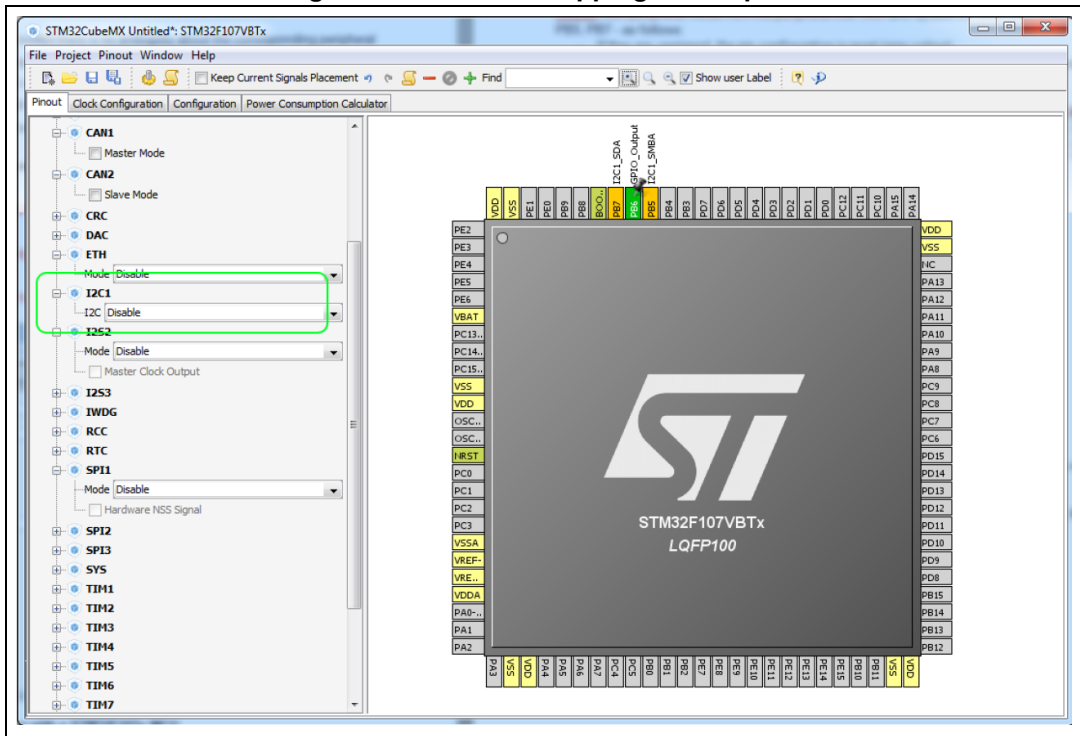 STM32CubeMX Untitled*: STM32F107VBTx
File Project Pinout Window Help
Keep Current Signals Placement
Find
Show user Label
Pinout Clock Configuration Configuration Power Consumption Calculator
CAN1
Master Mode
CAN2
Slave Mode
CRC
DAC
ETH
Mode Disable
I2C1
I2C Disable
I2S2
Mode Disable
Master Clock Output
I2S3
IWDG
RCC
RTC
SPI1
Mode Disable
Hardware NSS Signal
SPI2
SPI3
SYS
TIM1
TIM2
TIM3
TIM4
TIM5
TIM6
TIM7
I2C1_SDA
GPIO_Output
I2C1_SMBA
VDD
VSS
PE1
PE0
PB9
PB8
BOO..
PB7
PB6
PB5
PB4
PB3
PD7
PD6
PD5
PD4
PD3
PD2
PD1
PD0
PC12
PC11
PC10
PA15
PA14
PE2
PE3
PE4
PE5
PE6
VBAT
PC13..
PC14..
PC15..
VSS
VDD
OSC..
OSC..
NRST
PC0
PC1
PC2
PC3
VSSA
VREF-
VRE..
VDDA
PA0-..
PA1
PA2
VDD
VSS
NC
PA13
PA12
PA11
PA10
PA9
PA8
PC9
PC8
PC7
PC6
PD15
PD14
PD13
PD12
PD11
PD10
PD9
PD8
PB15
PB14
PB13
PB12
ST
STM32F107VBTx
LQFP100
PA3
VSS
VDD
PA4
PA5
PA6
PA7
PC4
PC5
PB0
PB1
PB2
PE7
PE8
PE9
PE10
PE11
PE12
PE13
PE14
PE15
PB10
PB11
VSS
VDD